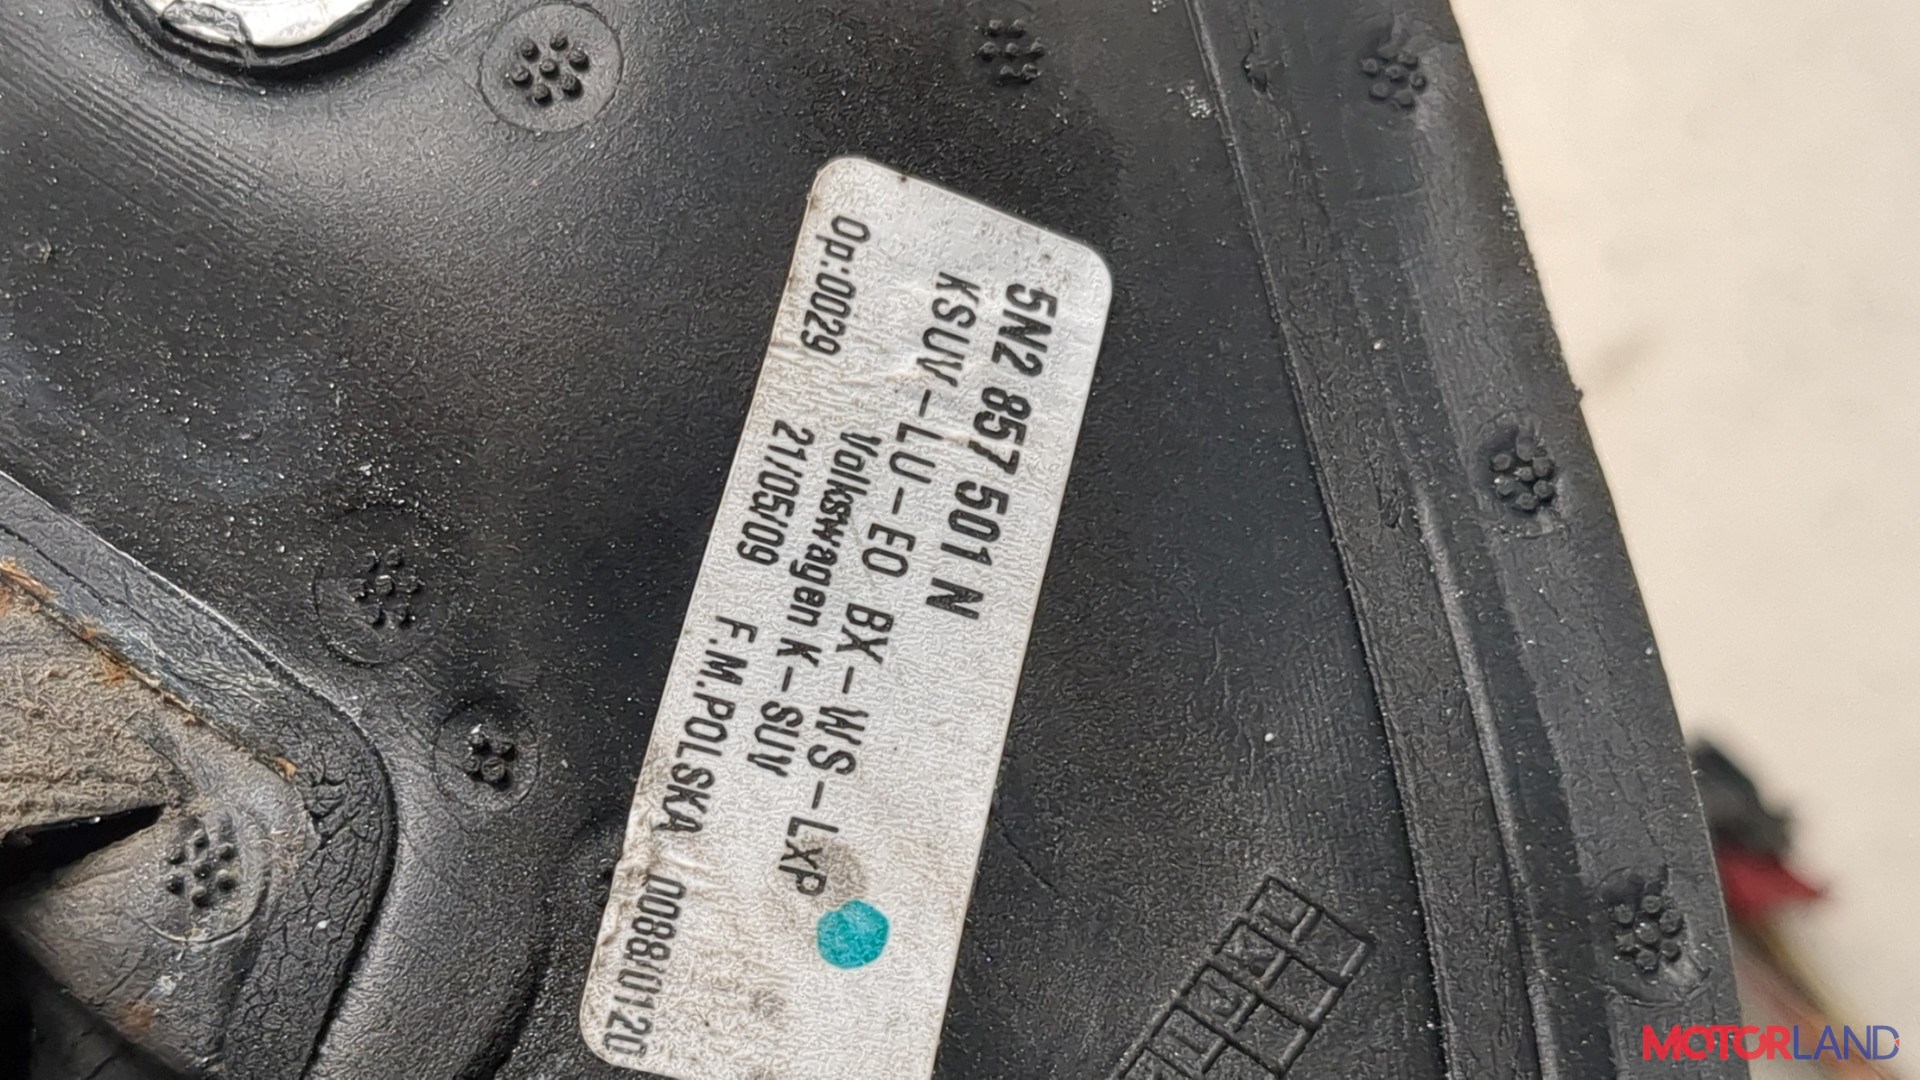 5N2 857 501 N
KSUV-LU-EO BX-WS-LXP
Volkswagen K-SUV
Op:0029 21/05/09 F.M.POLSKA 0088/0120
MOTORLAND